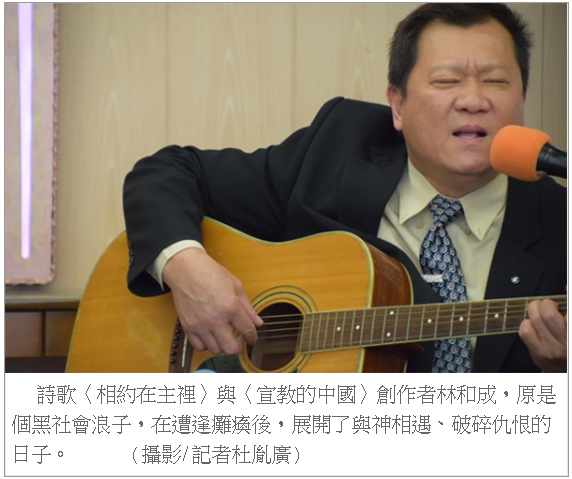 詩歌〈相約在主裡〉與〈宣教的中國〉創作者林和成，原是
個黑社會浪子，在遭逢癱瘓後，展開了與神相遇、破碎仇恨的
日子。　　　(攝影/記者杜胤廣)